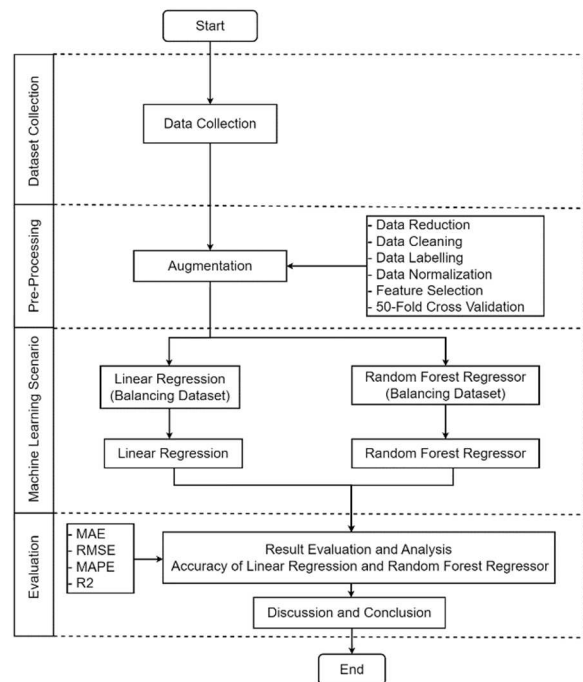 Start
Dataset Collection
Data Collection
Pre-Processing
Augmentation
- Data Reduction
- Data Cleaning
- Data Labelling
- Data Normalization
- Feature Selection
- 50-Fold Cross Validation
Machine Learning Scenario
Linear Regression
(Balancing Dataset)
Random Forest Regressor
(Balancing Dataset)
Linear Regression
Random Forest Regressor
Evaluation
- MAE
- RMSE
- MAPE
- R2
Result Evaluation and Analysis
Accuracy of Linear Regression and Random Forest Regressor
Discussion and Conclusion
End